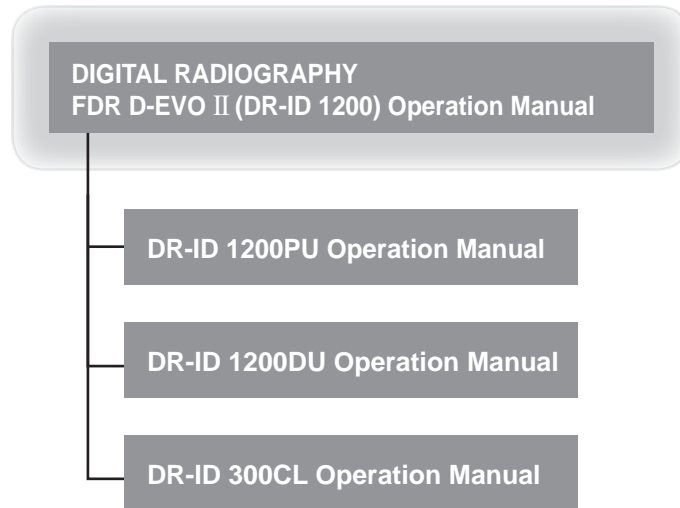 DIGITAL RADIOGRAPHY
FDR D-EVO Ⅱ (DR-ID 1200) Operation Manual
DR-ID 1200PU Operation Manual
DR-ID 1200DU Operation Manual
DR-ID 300CL Operation Manual